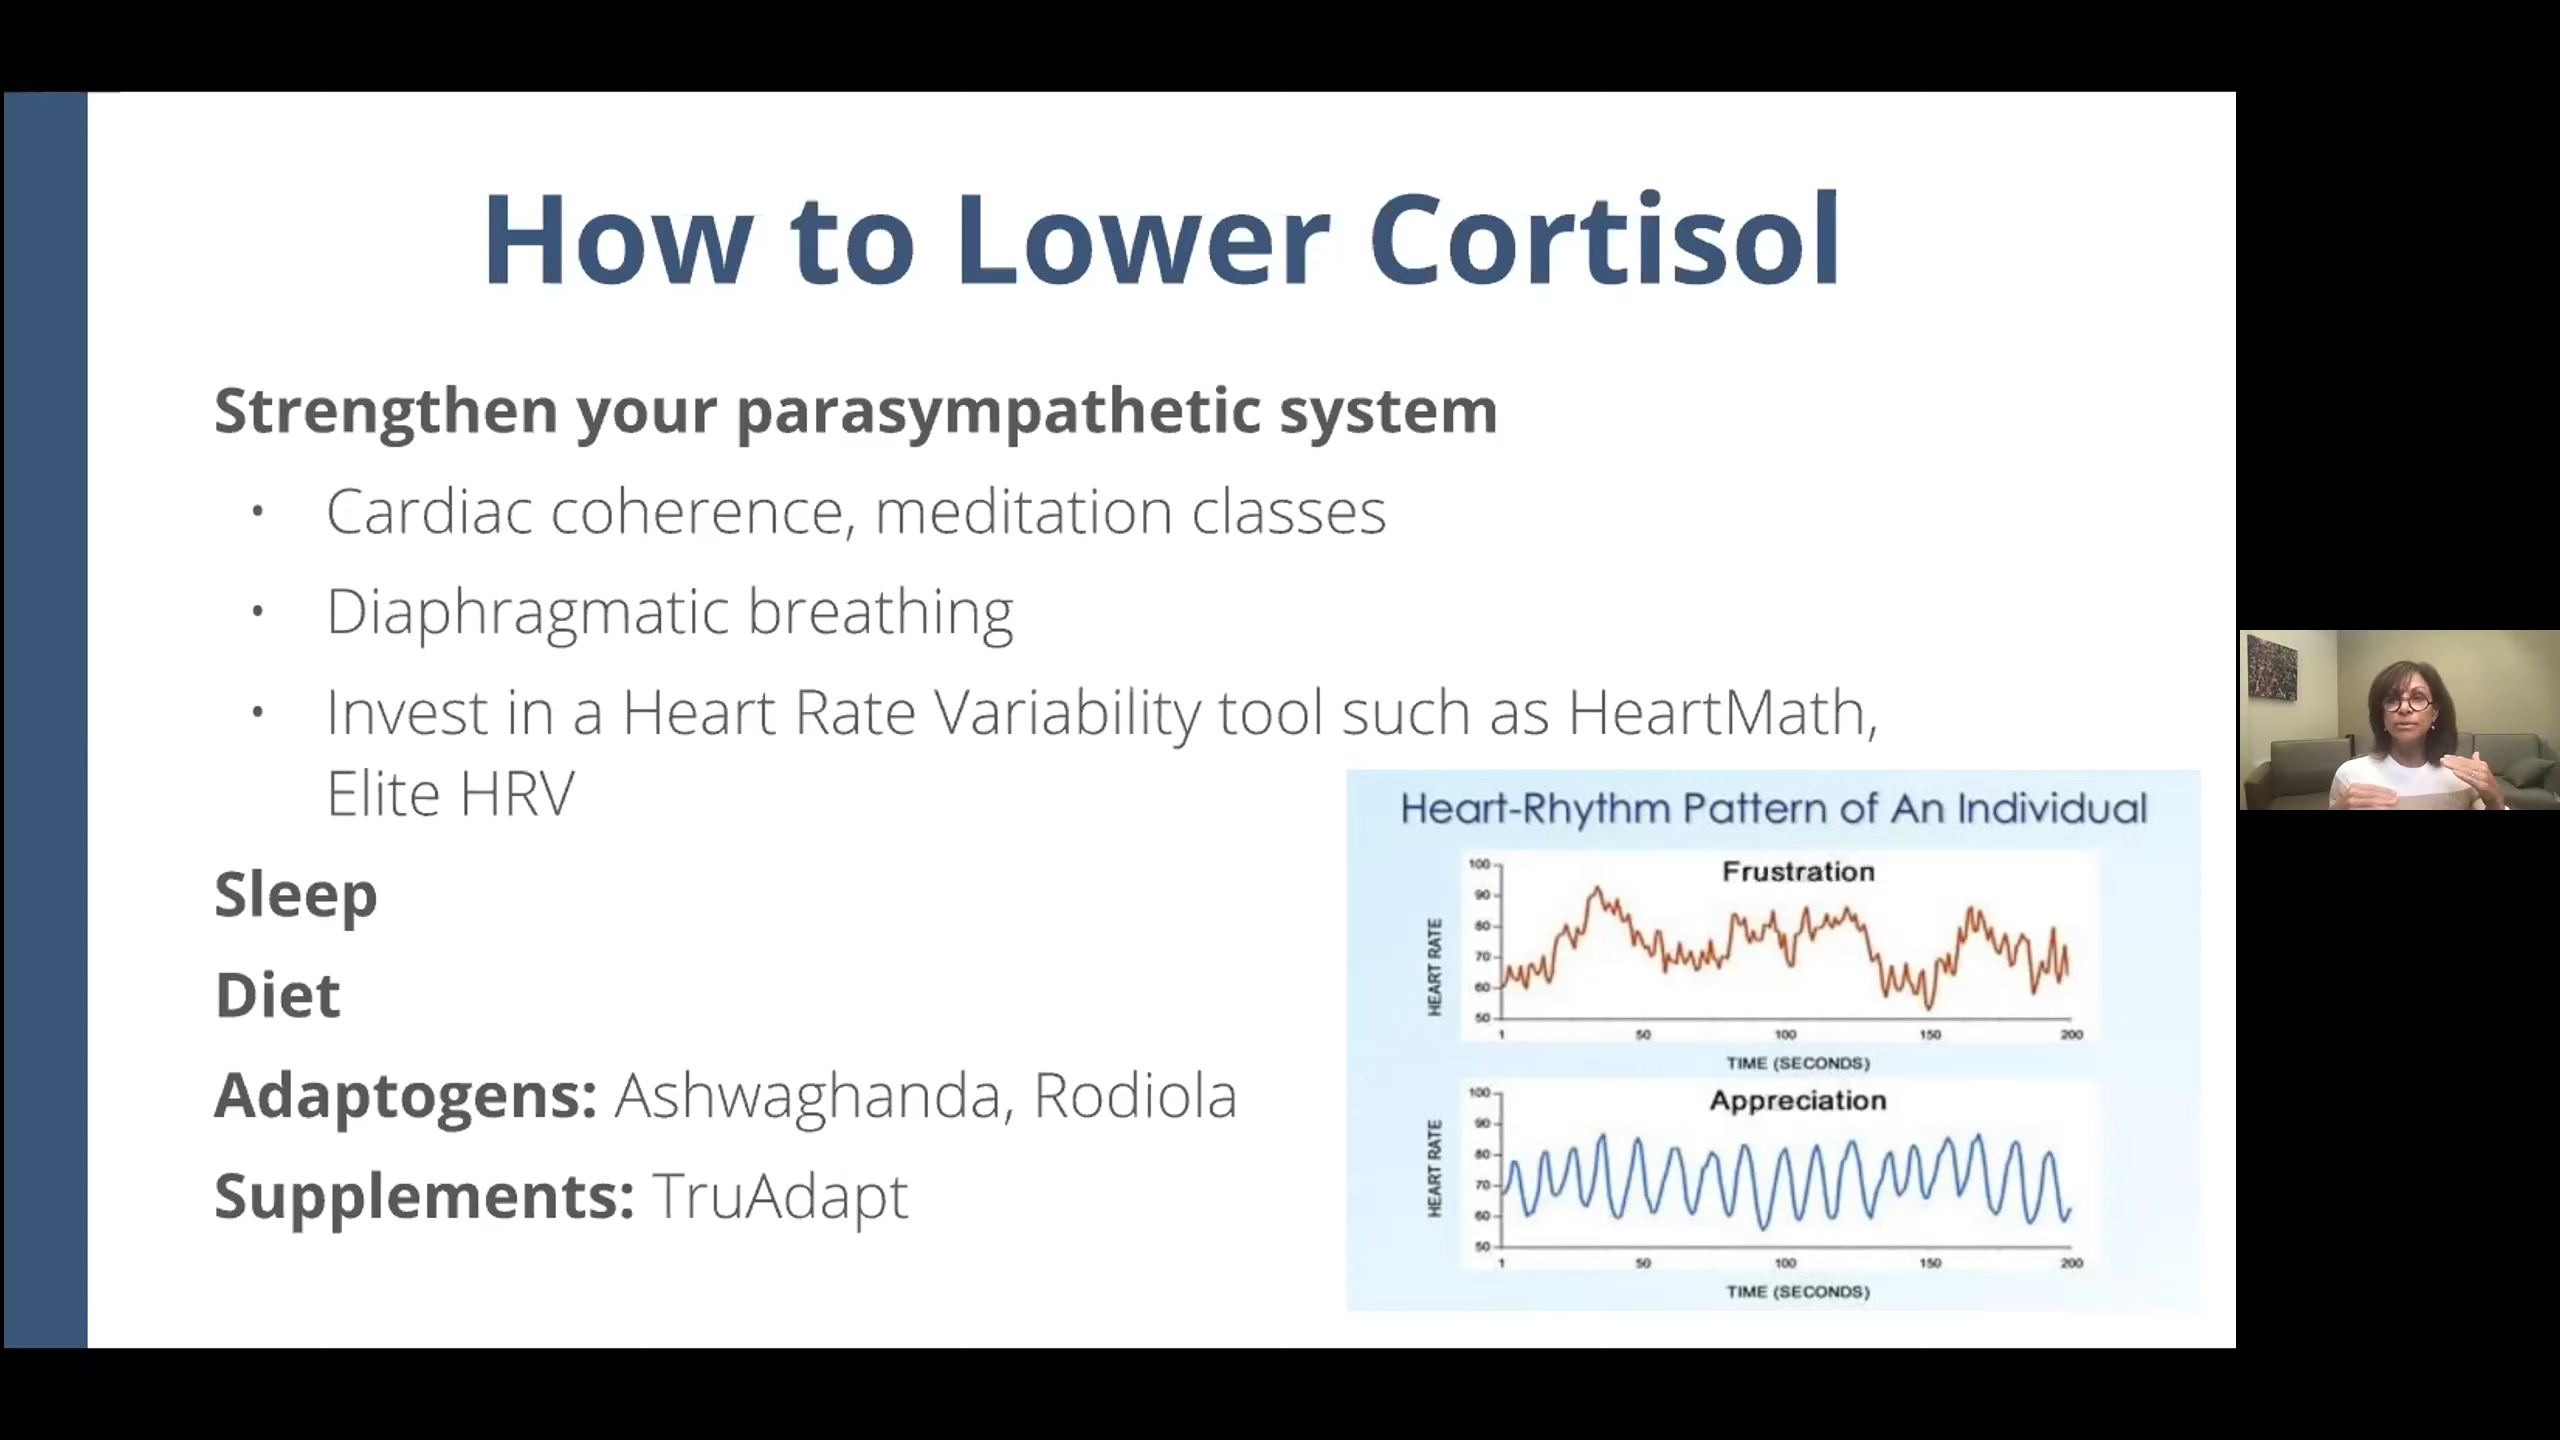 How to Lower Cortisol
Strengthen your parasympathetic system
• Cardiac coherence, meditation classes
• Diaphragmatic breathing
• Invest in a Heart Rate Variability tool such as HeartMath,
Elite HRV
Sleep
Diet
Adaptogens: Ashwaghanda, Rodiola
Supplements: TruAdapt
Heart-Rhythm Pattern of An Individual
Frustration
HEART RATE
100
90
80
70
60
50
1 50 100 150 200
TIME (SECONDS)
Appreciation
HEART RATE
100
90
80
70
60
50
1 50 100 150 200
TIME (SECONDS)